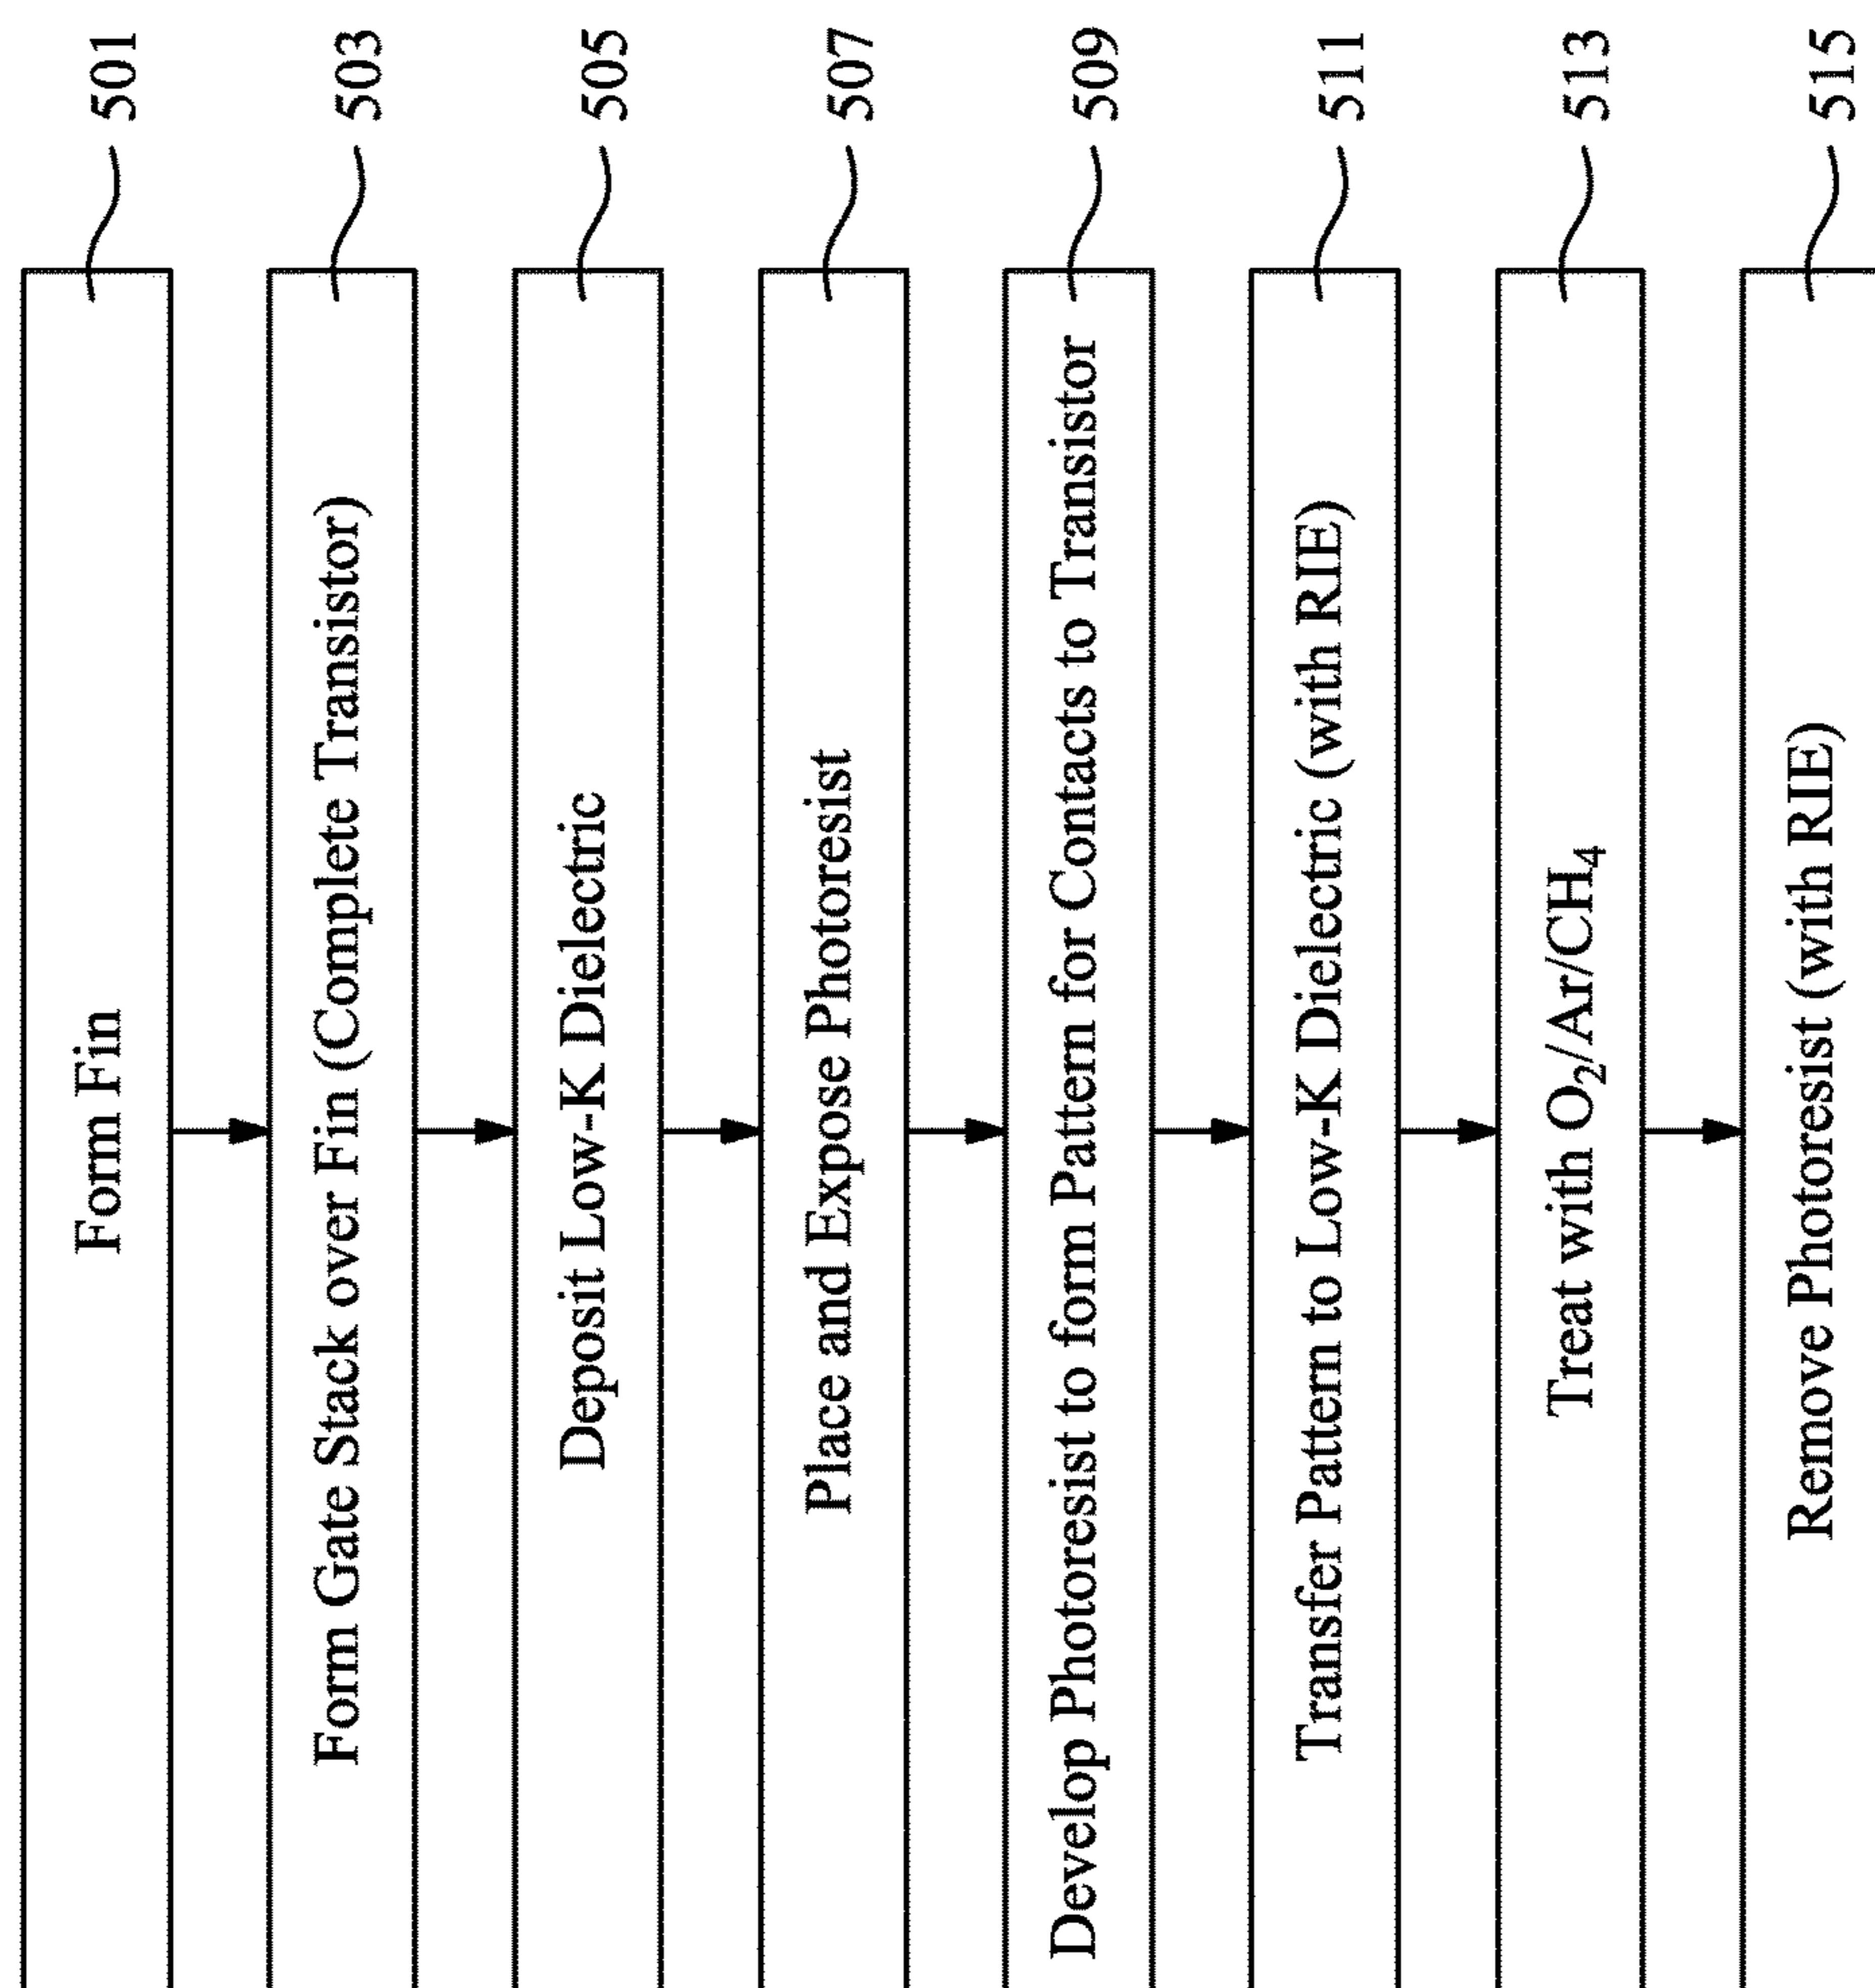 Form Fin 501
Form Gate Stack over Fin (Complete Transistor) 503
Deposit Low-K Dielectric 505
Place and Expose Photoresist 507
Develop Photoresist to form Pattern for Contacts to Transistor 509
Transfer Pattern to Low-K Dielectric (with RIE) 511
Treat with O₂/Ar/CH₄ 513
Remove Photoresist (with RIE) 515